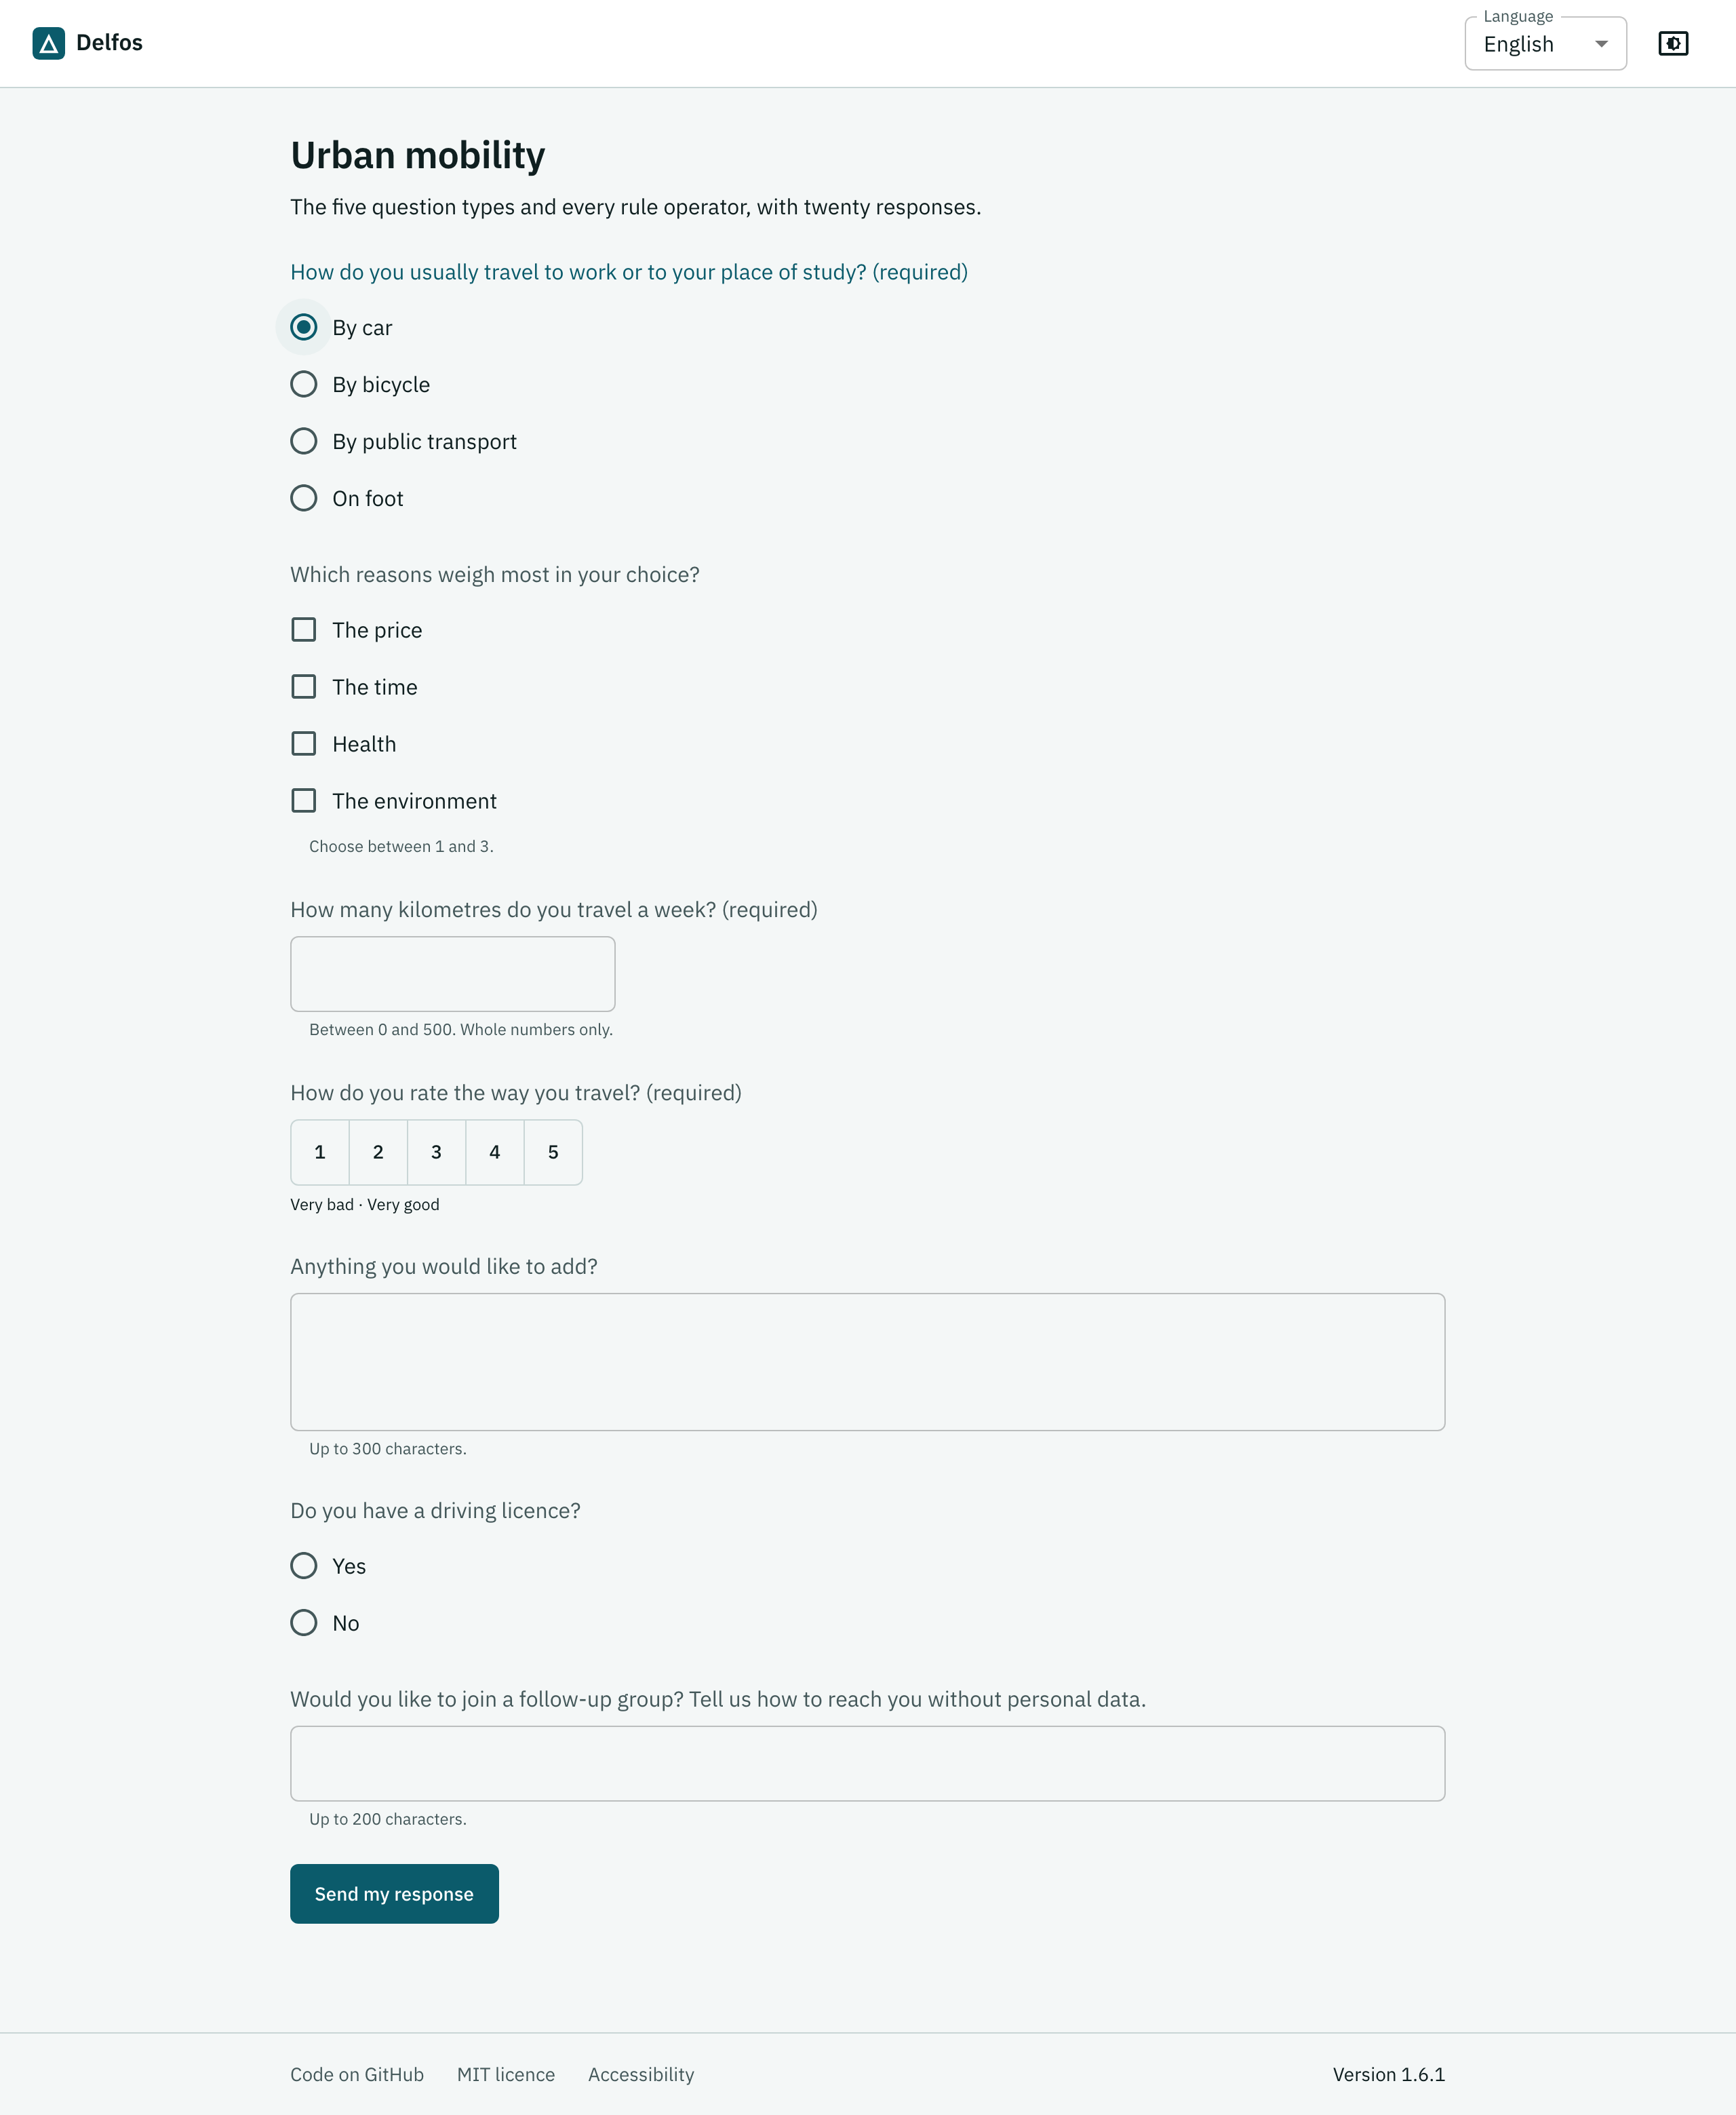 Delfos
Language
English
Urban mobility
The five question types and every rule operator, with twenty responses.
How do you usually travel to work or to your place of study? (required)
By car
By bicycle
By public transport
On foot
Which reasons weigh most in your choice?
The price
The time
Health
The environment
Choose between 1 and 3.
How many kilometres do you travel a week? (required)
Between 0 and 500. Whole numbers only.
How do you rate the way you travel? (required)
1 2 3 4 5
Very bad · Very good
Anything you would like to add?
Up to 300 characters.
Do you have a driving licence?
Yes
No
Would you like to join a follow-up group? Tell us how to reach you without personal data.
Up to 200 characters.
Send my response
Code on GitHub MIT licence Accessibility Version 1.6.1